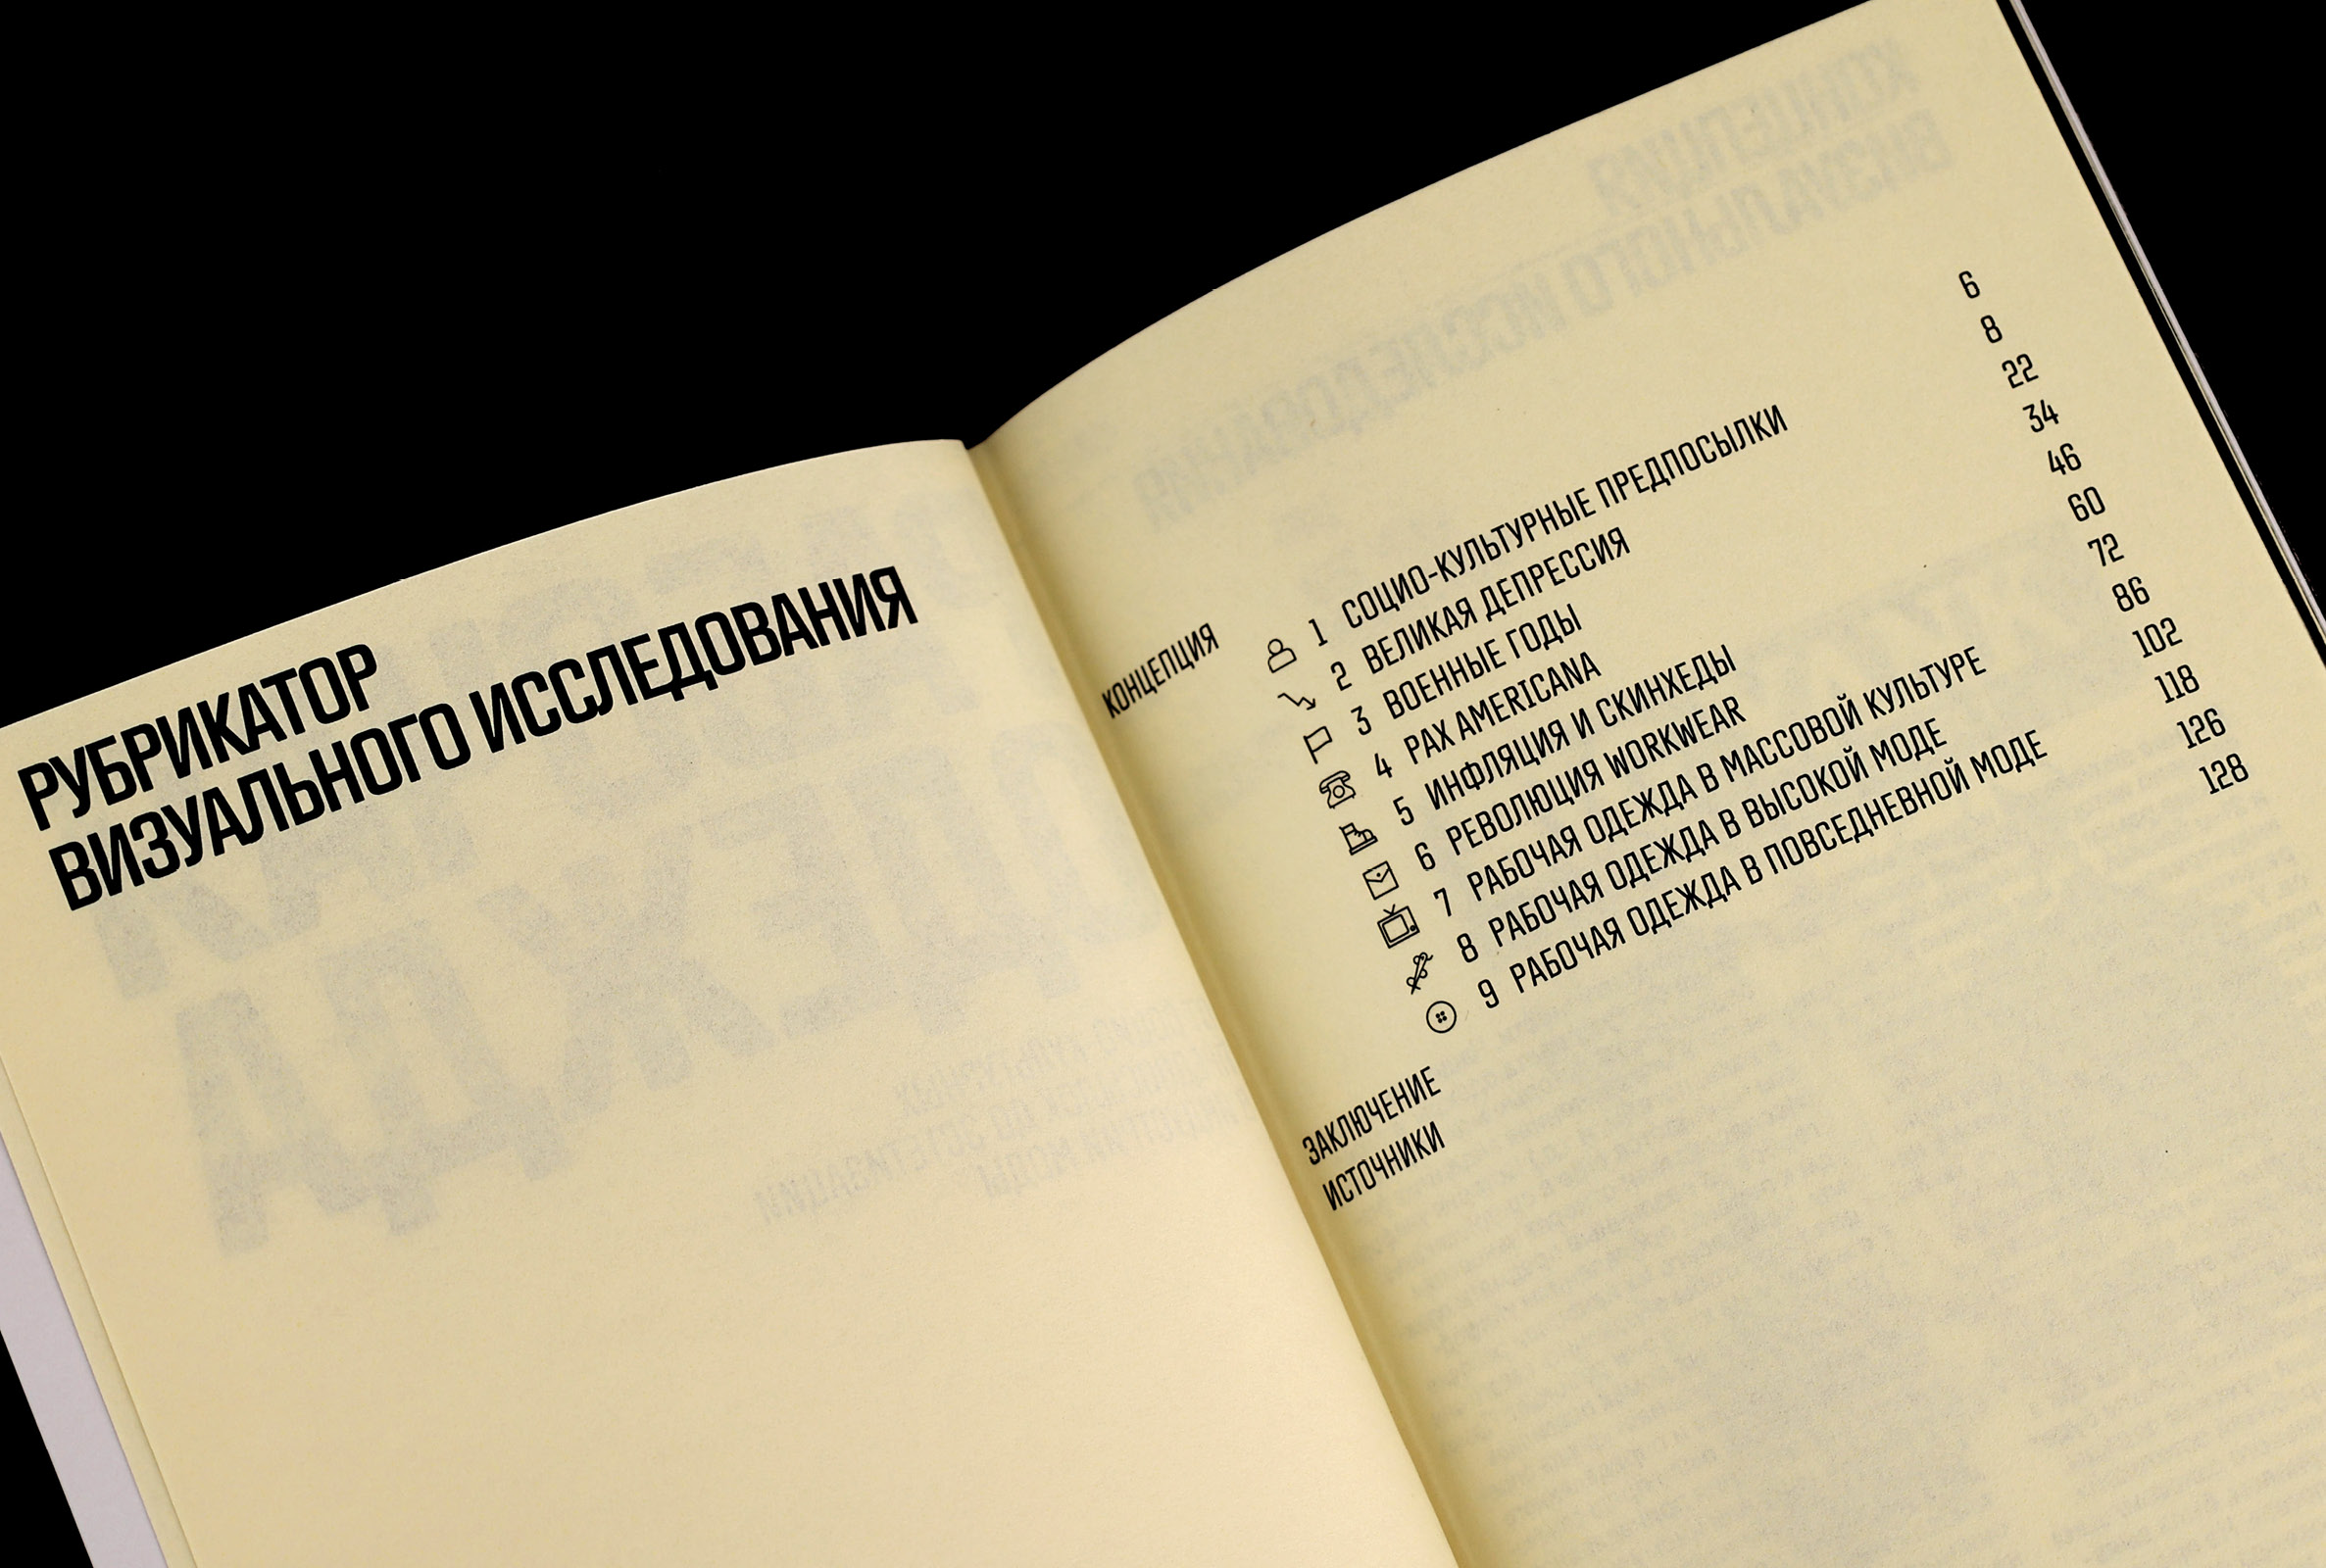 РУБРИКАТОР
ВИЗУАЛЬНОГО ИССЛЕДОВАНИЯ
КОНЦЕПЦИЯ 6
1 СОЦИО-КУЛЬТУРНЫЕ ПРЕДПОСЫЛКИ 8
2 ВЕЛИКАЯ ДЕПРЕССИЯ 22
3 ВОЕННЫЕ ГОДЫ 34
4 PAX AMERICANA 46
5 ИНФЛЯЦИЯ И СКИНХЕДЫ 60
6 РЕВОЛЮЦИЯ WORKWEAR 72
7 РАБОЧАЯ ОДЕЖДА В МАССОВОЙ КУЛЬТУРЕ 86
8 РАБОЧАЯ ОДЕЖДА В ВЫСОКОЙ МОДЕ 102
9 РАБОЧАЯ ОДЕЖДА В ПОВСЕДНЕВНОЙ МОДЕ 118
ЗАКЛЮЧЕНИЕ 126
ИСТОЧНИКИ 128